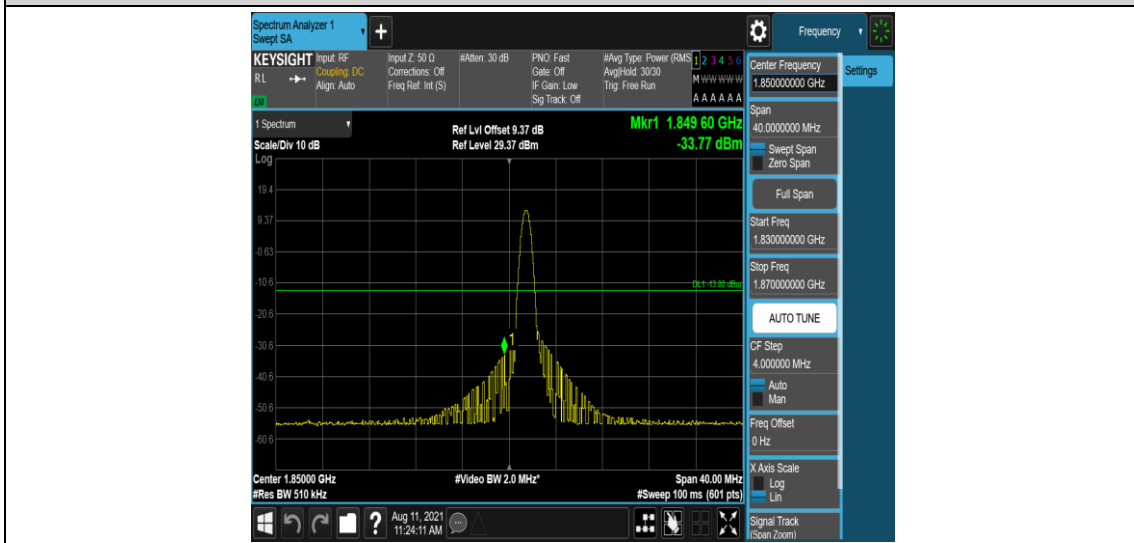 Spectrum Analyzer 1
Swept SA
+
Frequency
KEYSIGHT
RL
LXI
Input: RF
Coupling: DC
Align: Auto
Input Z: 50 Ω
Corrections: Off
Freq Ref: Int (S)
#Atten: 30 dB
PNO: Fast
Gate: Off
IF Gain: Low
Sig Track: Off
#Avg Type: Power (RMS
Avg|Hold: 30/30
Trig: Free Run
1 2 3 4 5 6
M W W W W W
A A A A A A
1 Spectrum
Scale/Div 10 dB
Log
Ref Lvl Offset 9.37 dB
Ref Level 29.37 dBm
Mkr1 1.849 60 GHz
-33.77 dBm
19.4
9.37
-0.63
-10.6
DL1 -13.00 dBm
-20.6
1
-30.6
-40.6
-50.6
-60.6
Center 1.85000 GHz
#Res BW 510 kHz
#Video BW 2.0 MHz*
Span 40.00 MHz
#Sweep 100 ms (601 pts)
Center Frequency
1.850000000 GHz
Settings
Span
40.0000000 MHz
Swept Span
Zero Span
Full Span
Start Freq
1.830000000 GHz
Stop Freq
1.870000000 GHz
AUTO TUNE
CF Step
4.000000 MHz
Auto
Man
Freq Offset
0 Hz
X Axis Scale
Log
Lin
Signal Track
(Span Zoom)
?
Aug 11, 2021
11:24:11 AM